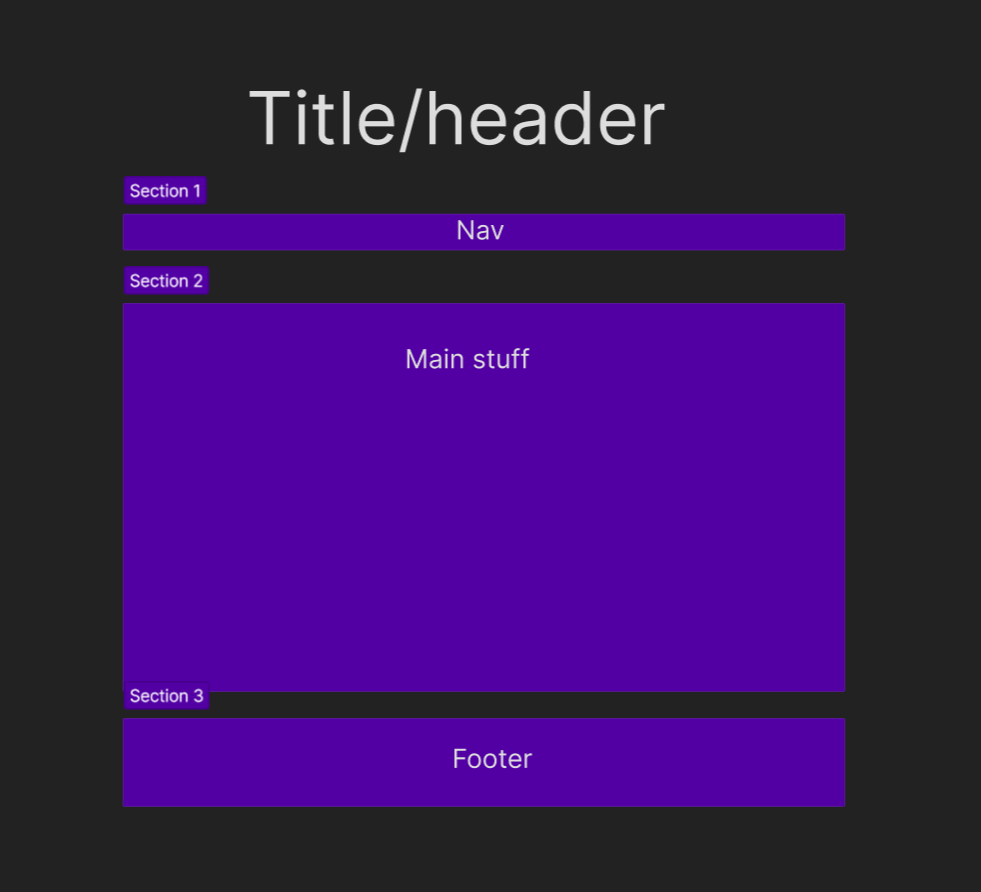 Title/header
Section 1
Nav
Section 2
Main stuff
Section 3
Footer